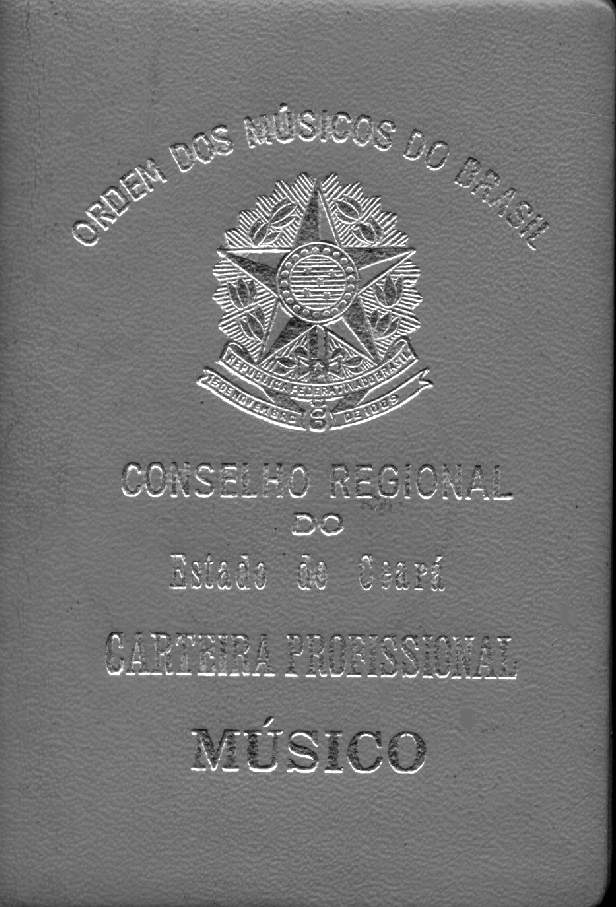 ORDEM DOS MÚSICOS DO BRASIL
REPUBLICA FEDERATIVA DO BRASIL
15 DE NOVEMBRO DE 1889
CONSELHO REGIONAL
DO
Estado do Ceará
CARTEIRA PROFISSIONAL
MÚSICO